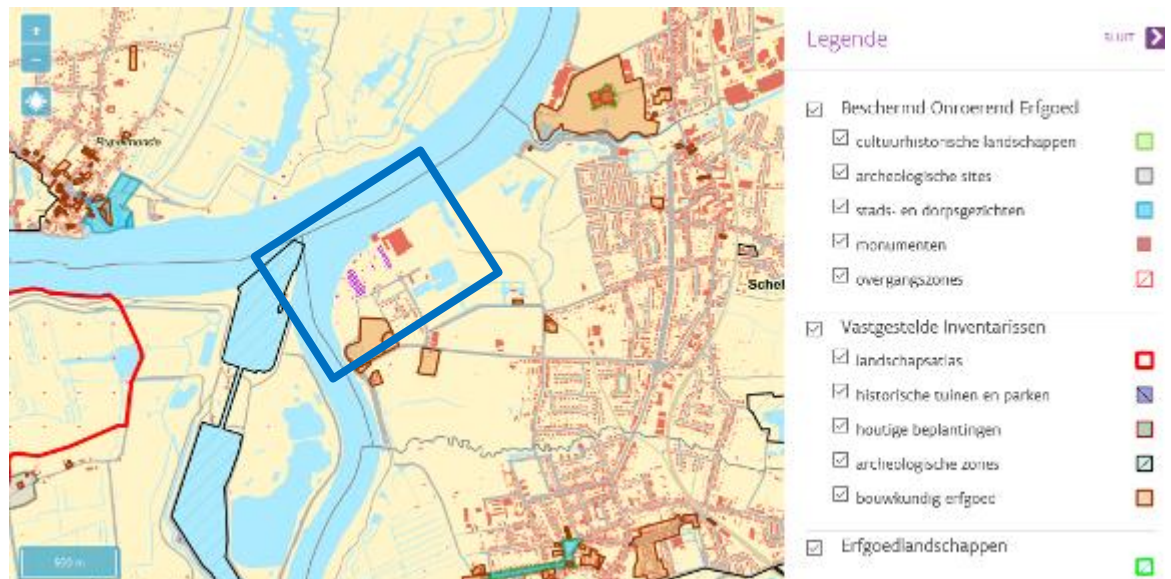 Rupelmonde
Schel
500 m
Legende
SLUIT
Beschermd Onroerend Erfgoed
cultuurhistorische landschappen
archeologische sites
stads- en dorpsgezichten
monumenten
overgangszones
Vastgestelde Inventarissen
landschapsatlas
historische tuinen en parken
houtige beplantingen
archeologische zones
bouwkundig erfgoed
Erfgoedlandschappen